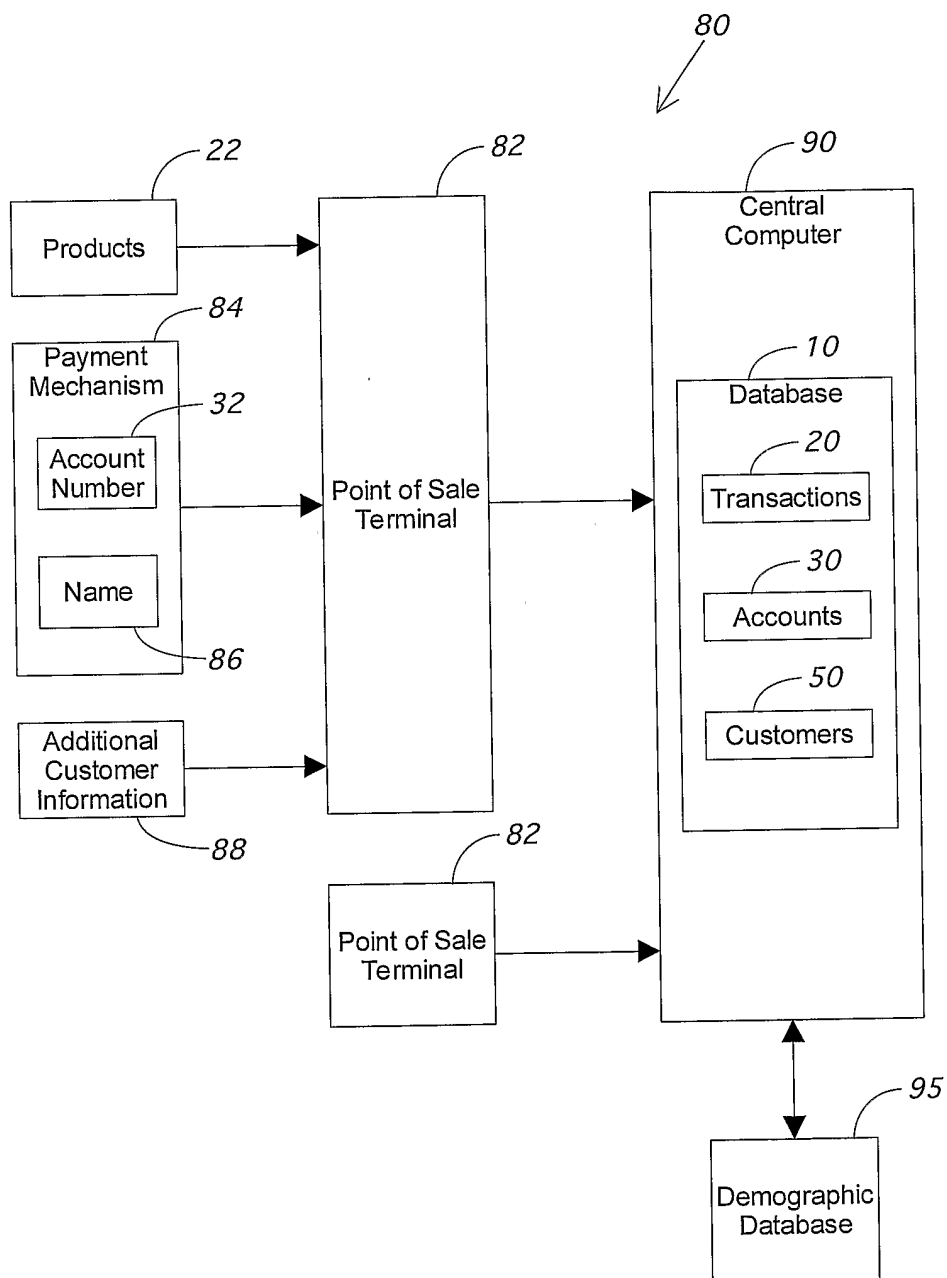 80
22
82
90
Products
Central
Computer
84
Payment
Mechanism
32
Account
Number
Name
86
Point of Sale
Terminal
10
Database
20
Transactions
30
Accounts
50
Customers
Additional
Customer
Information
88
82
Point of Sale
Terminal
95
Demographic
Database